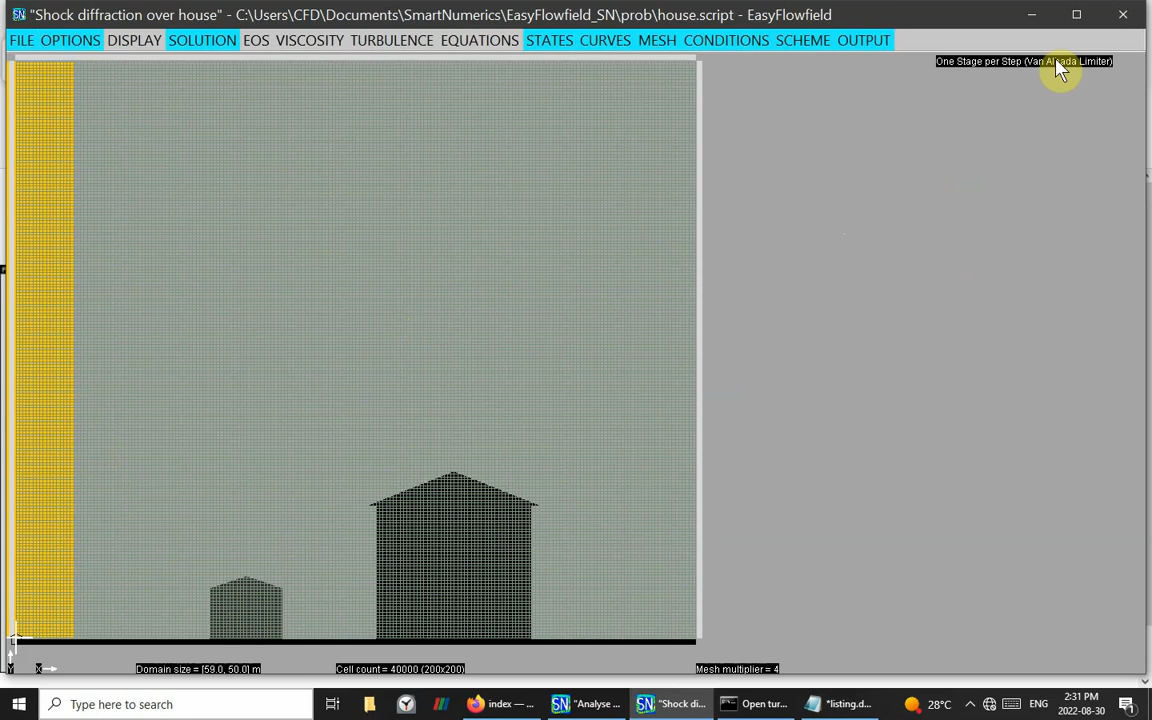 "Shock diffraction over house" - C:\Users\CFD\Documents\SmartNumerics\EasyFlowfield_SN\prob\house.script - EasyFlowfield
FILE OPTIONS DISPLAY SOLUTION EOS VISCOSITY TURBULENCE EQUATIONS STATES CURVES MESH CONDITIONS SCHEME OUTPUT
One Stage per Step (Van Albada Limiter)
Y X
Domain size = [59.0, 50.0] m
Cell count = 40000 (200x200)
Mesh multiplier = 4
Type here to search
index — ...
SN "Analyse ...
SN "Shock di...
Open tur...
*listing.d...
28°C
ENG
2:31 PM
2022-08-30
1